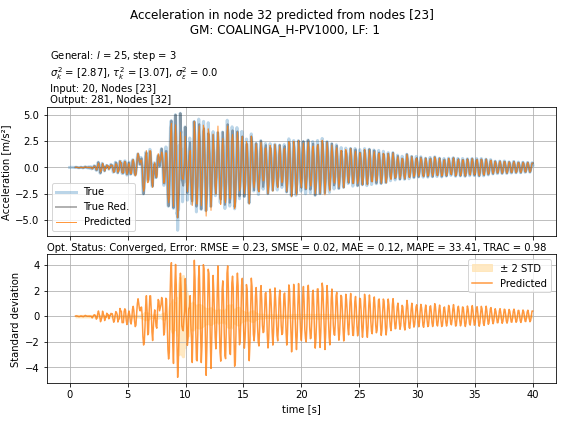 Acceleration in node 32 predicted from nodes [23]
GM: COALINGA_H-PV1000, LF: 1
General: l = 25, step = 3
σ²ₖ = [2.87], τ²ₖ = [3.07], σ²ε = 0.0
Input: 20, Nodes [23]
Output: 281, Nodes [32]
Acceleration [m/s²]
5.0
2.5
0.0
−2.5
−5.0
True
True Red.
Predicted
Opt. Status: Converged, Error: RMSE = 0.23, SMSE = 0.02, MAE = 0.12, MAPE = 33.41, TRAC = 0.98
Standard deviation
4
2
0
−2
−4
± 2 STD
Predicted
0 5 10 15 20 25 30 35 40
time [s]